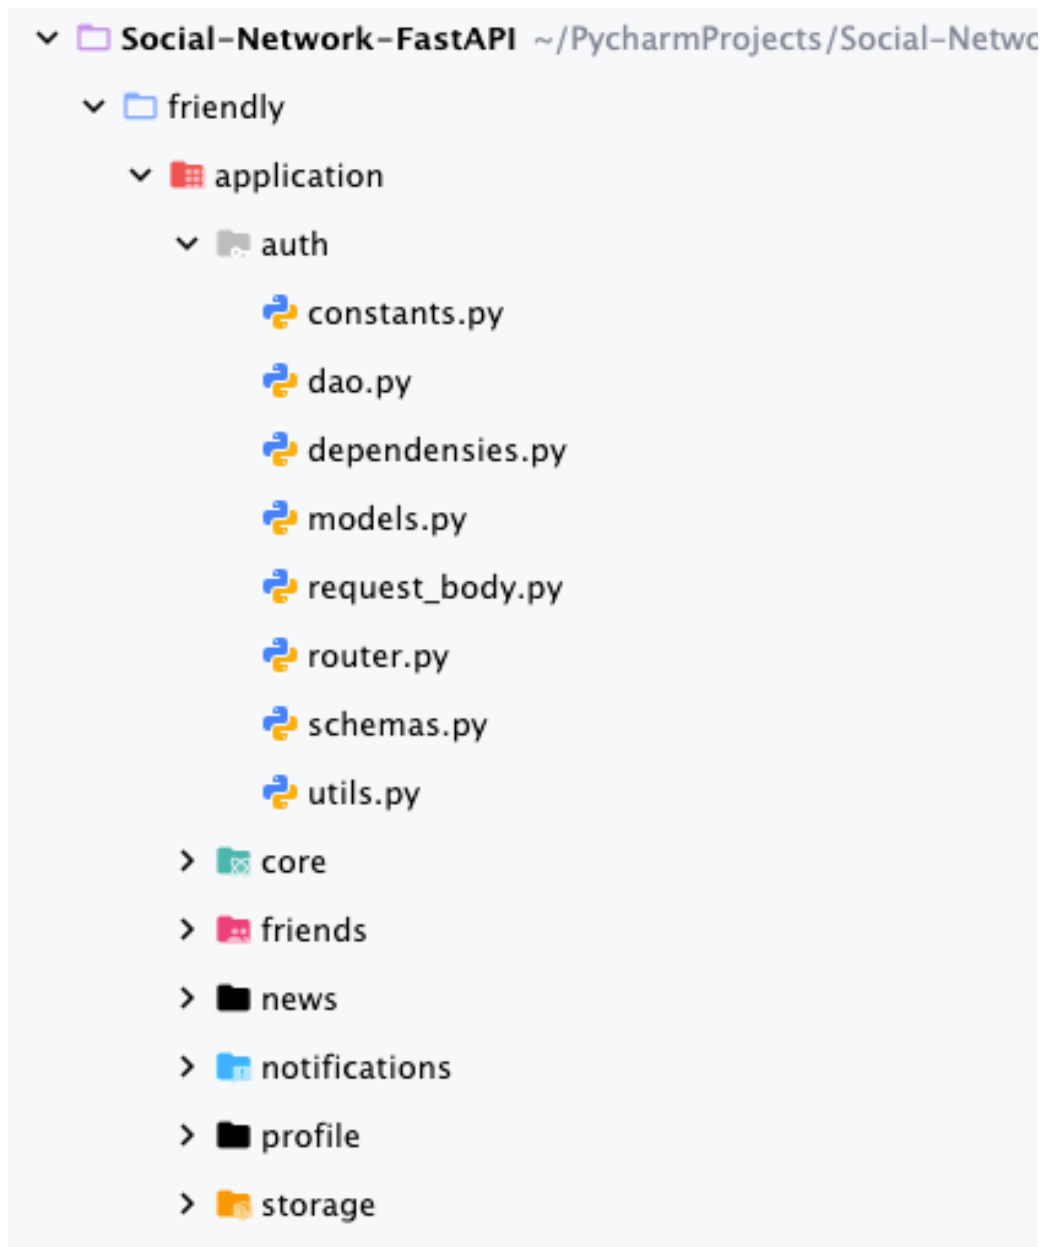 Social-Network-FastAPI ~/PycharmProjects/Social-Netwo
friendly
application
auth
constants.py
dao.py
dependensies.py
models.py
request_body.py
router.py
schemas.py
utils.py
core
friends
news
notifications
profile
storage